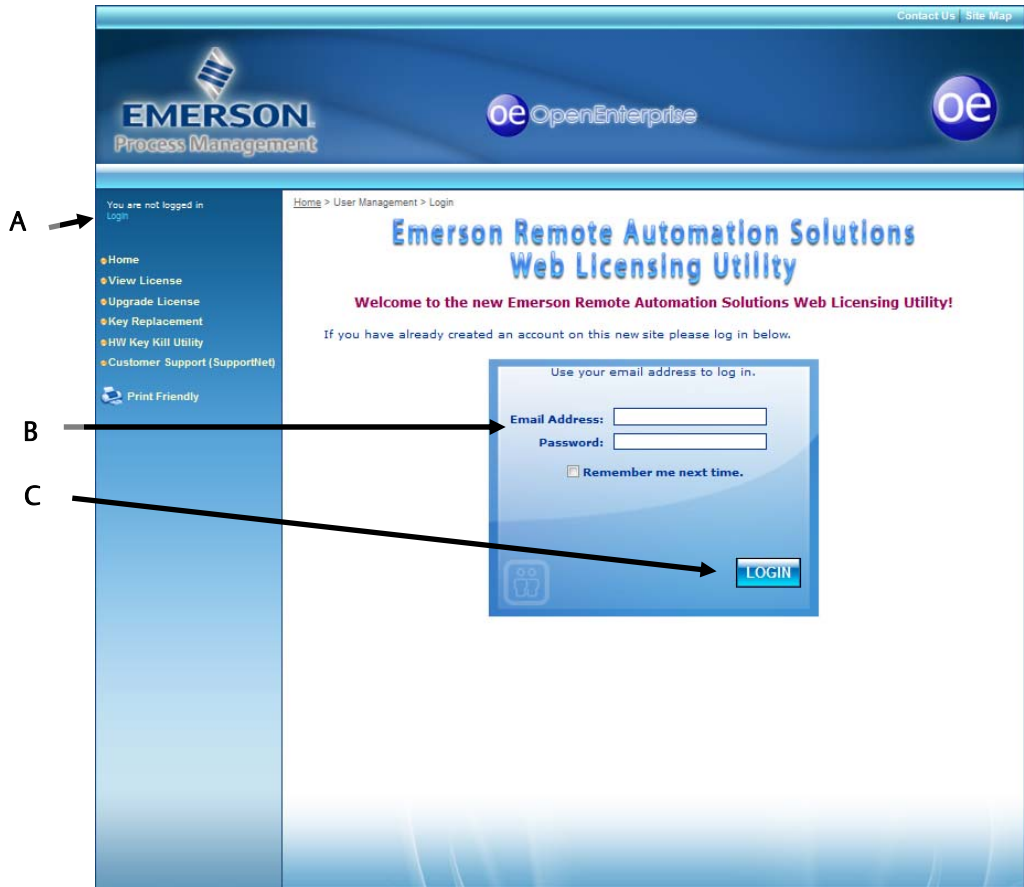 Contact Us | Site Map
EMERSON.
Process Management
oe OpenEnterprise
oe
A
You are not logged in
Login
Home
View License
Upgrade License
Key Replacement
HW Key Kill Utility
Customer Support (SupportNet)
Print Friendly
Home > User Management > Login
Emerson Remote Automation Solutions
Web Licensing Utility
Welcome to the new Emerson Remote Automation Solutions Web Licensing Utility!
If you have already created an account on this new site please log in below.
Use your email address to log in.
B
Email Address:
Password:
Remember me next time.
C
LOGIN